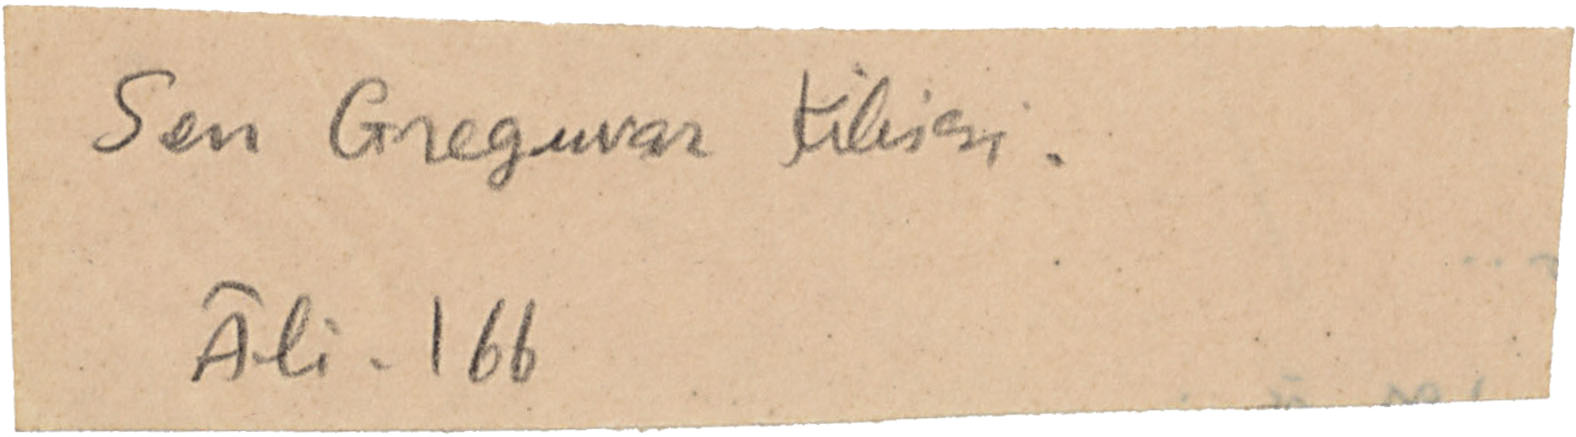 Sen Greguvar kilisesi.
Âli - 166